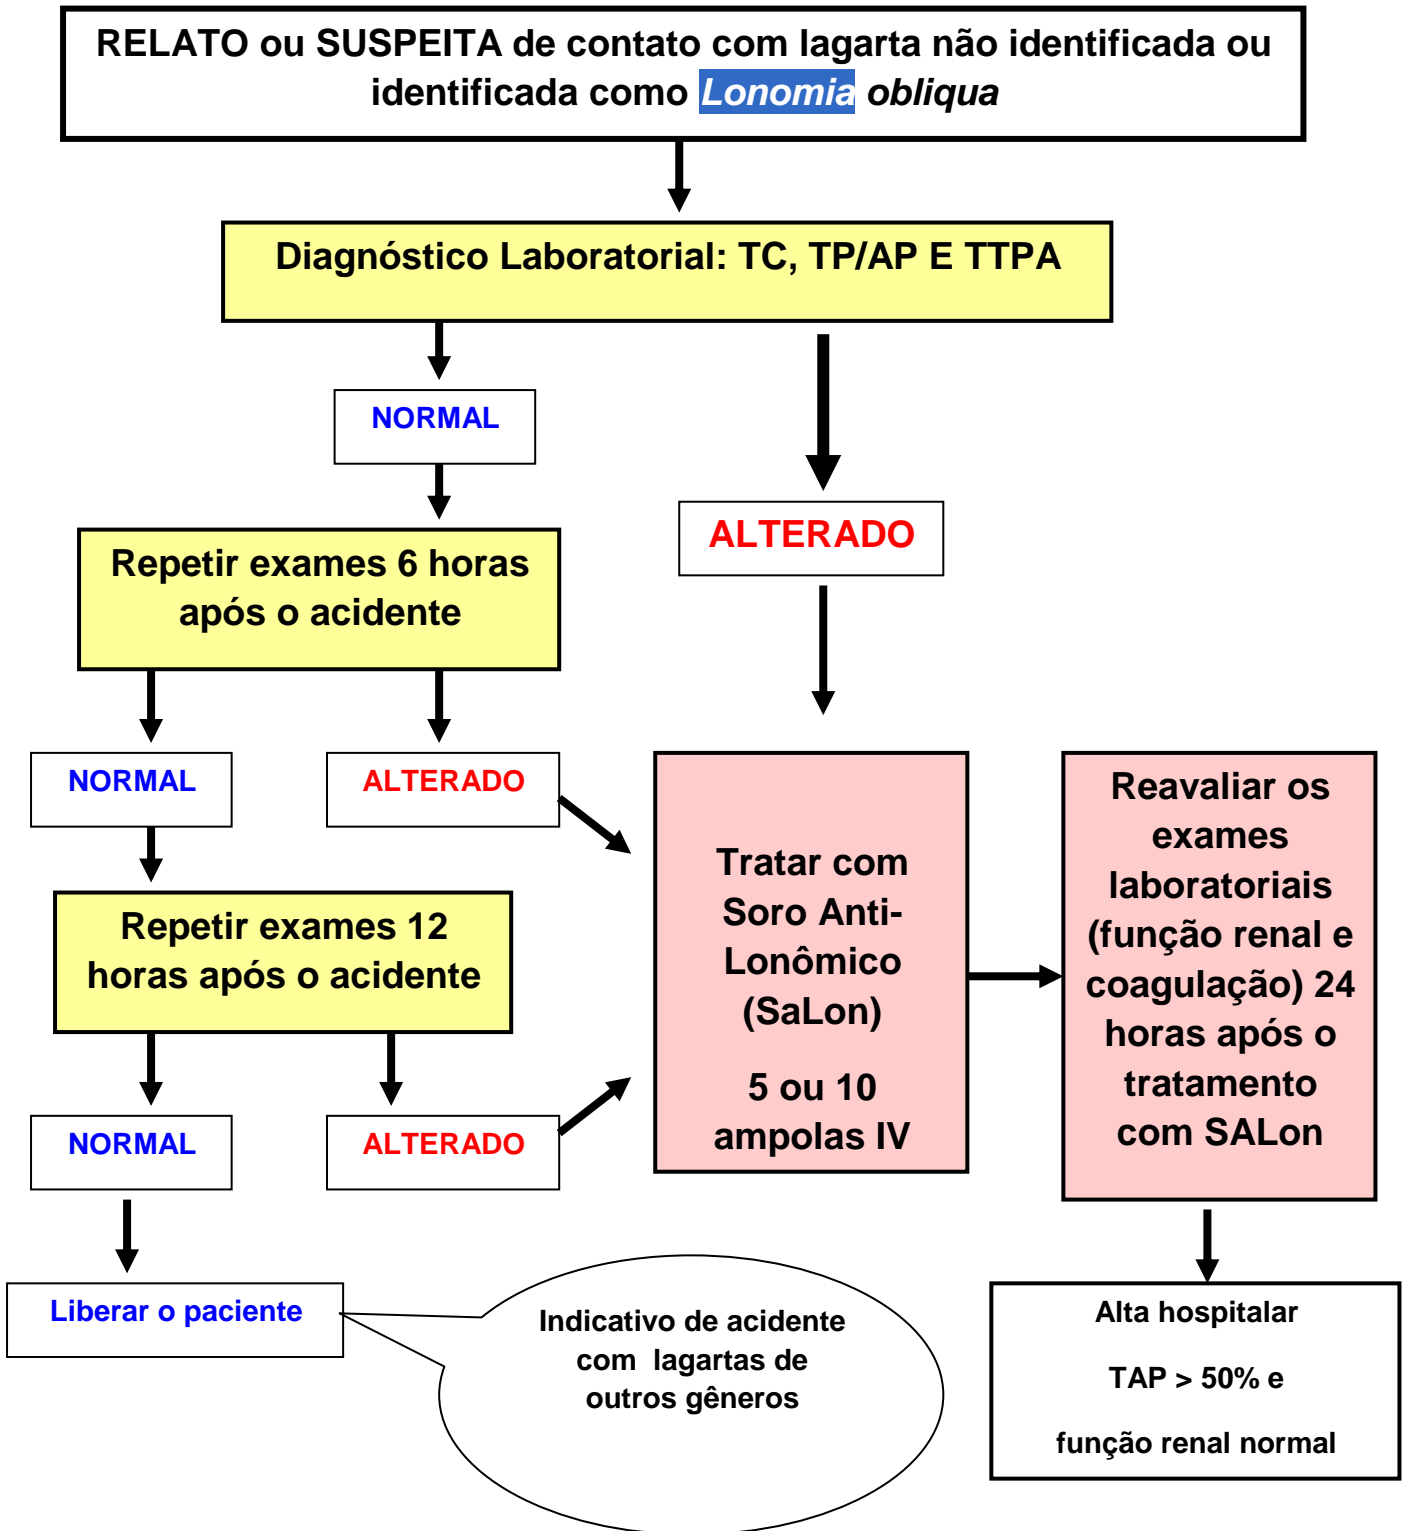 RELATO ou SUSPEITA de contato com lagarta não identificada ou
identificada como Lonomia obliqua
Diagnóstico Laboratorial: TC, TP/AP E TTPA
NORMAL
ALTERADO
Repetir exames 6 horas
após o acidente
NORMAL
ALTERADO
Repetir exames 12
horas após o acidente
NORMAL
ALTERADO
Tratar com
Soro Anti-
Lonômico
(SaLon)
5 ou 10
ampolas IV
Reavaliar os
exames
laboratoriais
(função renal e
coagulação) 24
horas após o
tratamento
com SALon
Liberar o paciente
Indicativo de acidente
com lagartas de
outros gêneros
Alta hospitalar
TAP > 50% e
função renal normal